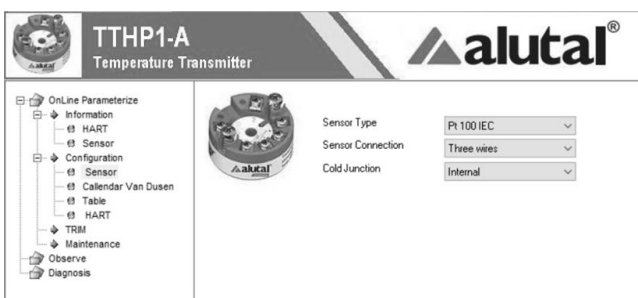 TTHP1-A
Temperature Transmitter
alutal®
OnLine Parameterize
Information
HART
Sensor
Configuration
Sensor
Callendar Van Dusen
Table
HART
TRIM
Maintenance
Observe
Diagnosis
alutal
Sensor Type Pt 100 IEC
Sensor Connection Three wires
Cold Junction Internal